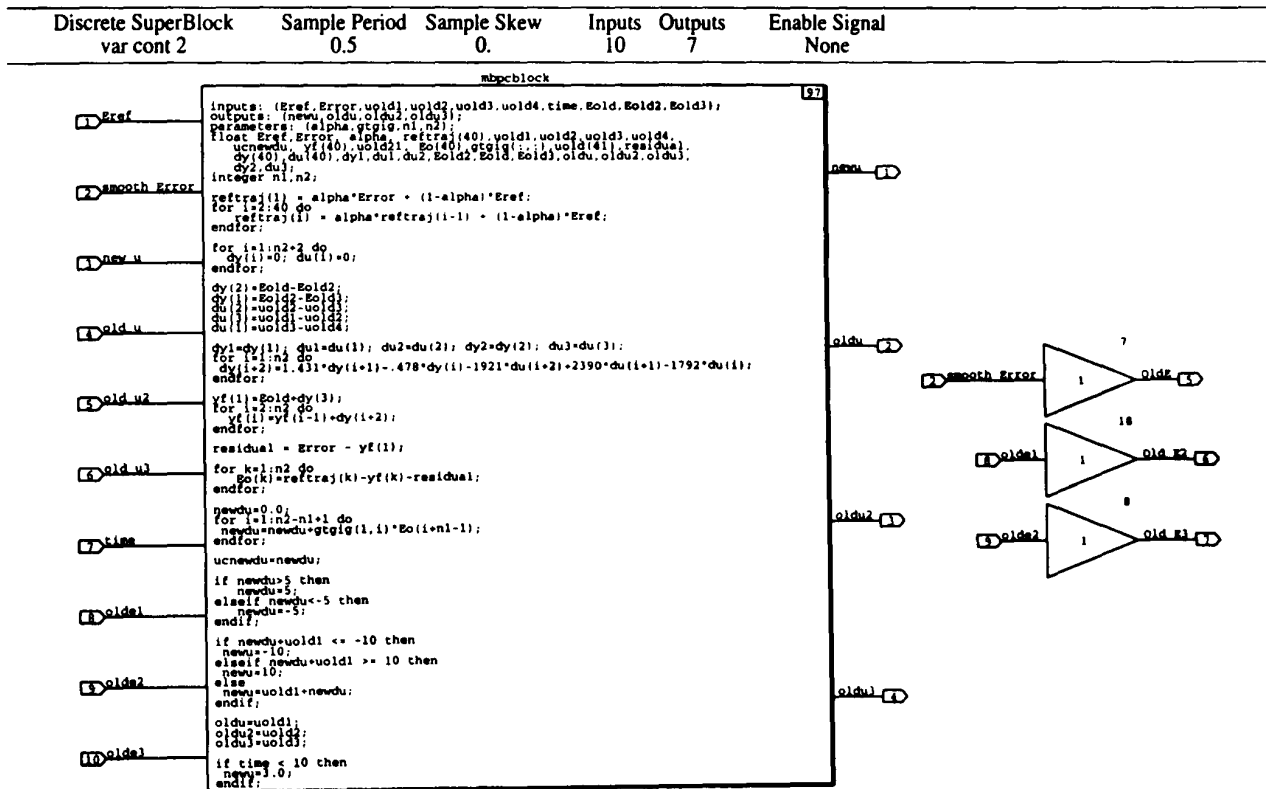 Discrete SuperBlock Sample Period Sample Skew Inputs Outputs Enable Signal
var cont 2 0.5 0. 10 7 None
mbpcblock
97
inputs: (Eref,Error,uold1,uold2,uold3,uold4,time,Eold,Eold2,Eold3);
outputs: (newu,oldu,oldu2,oldu3);
parameters: (alpha,gtgig,n1,n2);
float Eref,Error, alpha, reftraj(40),uold1,uold2,uold3,uold4,
ucnewdu, yf(40),uold21, Eo(40),gtgig(:,:),uold(41),residual,
dy(40),du(40),dy1,du1,du2,Eold2,Eold,Eold3,oldu,oldu2,oldu3,
dy2,du3;
integer n1,n2;
reftraj(1) = alpha*Error + (1-alpha)*Eref;
for i=2:40 do
reftraj(i) = alpha*reftraj(i-1) + (1-alpha)*Eref;
endfor;
for i=1:n2+2 do
dy(i)=0; du(i)=0;
endfor;
dy(2)=Eold-Eold2;
dy(1)=Eold2-Eold3;
du(2)=uold2-uold3;
du(3)=uold1-uold2;
du(1)=uold3-uold4;
dy1=dy(1); du1=du(1); du2=du(2); dy2=dy(2); du3=du(3);
for i=1:n2 do
dy(i+2)=1.431*dy(i+1)-.478*dy(i)-1921*du(i+2)+2390*du(i+1)-1792*du(i);
endfor;
yf(1)=Eold+dy(3);
for i=2:n2 do
yf(i)=yf(i-1)+dy(i+2);
endfor;
residual = Error - yf(1);
for k=1:n2 do
Eo(k)=reftraj(k)-yf(k)-residual;
endfor;
newdu=0.0;
for i=1:n2-n1+1 do
newdu=newdu+gtgig(1,i)*Eo(i+n1-1);
endfor;
ucnewdu=newdu;
if newdu>5 then
newdu=5;
elseif newdu<-5 then
newdu=-5;
endif;
if newdu+uold1 <= -10 then
newu=-10;
elseif newdu+uold1 >= 10 then
newu=10;
else
newu=uold1+newdu;
endif;
oldu=uold1;
oldu2=uold2;
oldu3=uold3;
if time < 10 then
newu=3.0;
endif;
1 Eref
2 smooth Error
3 new u
4 old u
5 old u2
6 old u3
7 time
8 olde1
9 olde2
10 olde3
newu 1
oldu 2
oldu2 3
oldu3 4
7
2 smooth Error 1 OldE 5
18
8 olde1 1 Old E2 6
8
9 olde2 1 Old E3 7